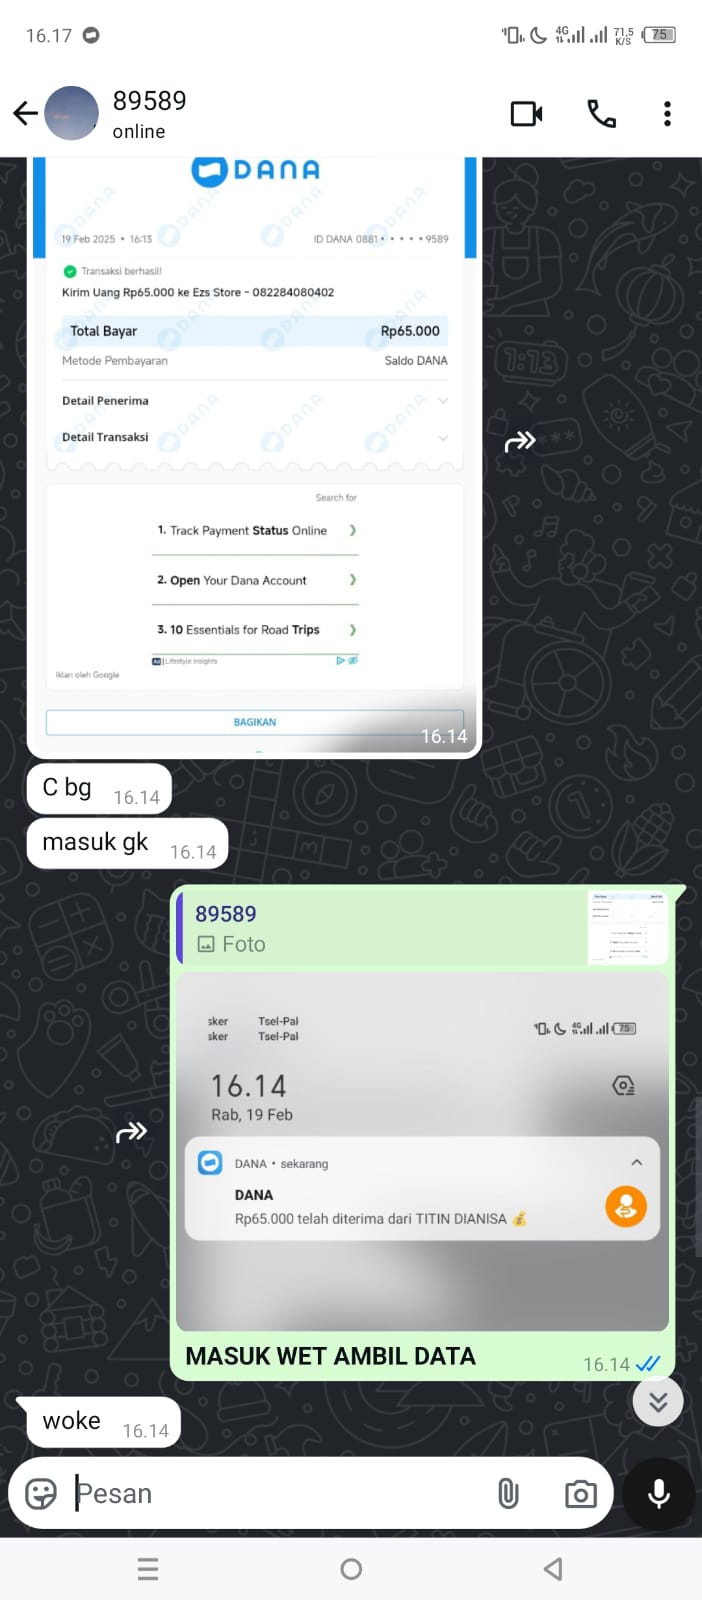 16.17
4G
71,5
K/S
75
89589
online
DANA
19 Feb 2025 • 16:13
ID DANA 0881 • • • • • 9589
Transaksi berhasil!
Kirim Uang Rp65.000 ke Ezs Store - 082284080402
Total Bayar
Rp65.000
Metode Pembayaran
Saldo DANA
Detail Penerima
Detail Transaksi
Search for
1. Track Payment Status Online
2. Open Your Dana Account
3. 10 Essentials for Road Trips
Ad | Lifestyle Insights
Iklan oleh Google
BAGIKAN
16.14
C bg
16.14
masuk gk
16.14
89589
Foto
sker Tsel-Pal
sker Tsel-Pal
4G
75
16.14
Rab, 19 Feb
DANA • sekarang
DANA
Rp65.000 telah diterima dari TITIN DIANISA 💰
MASUK WET AMBIL DATA
16.14
woke
16.14
Pesan